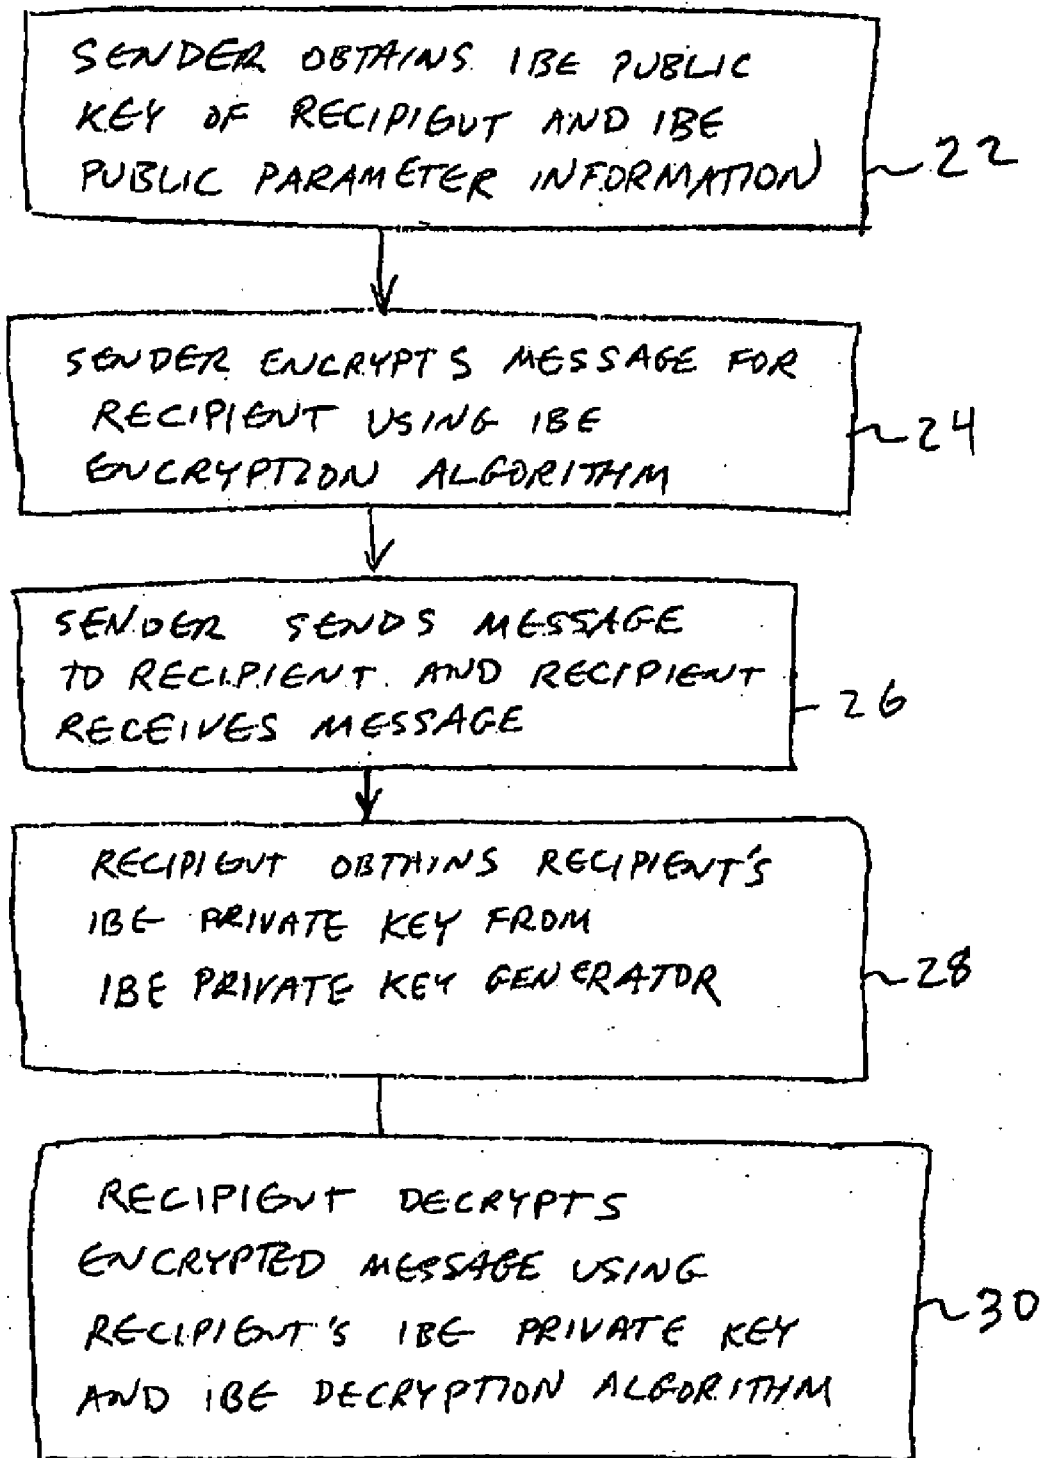 SENDER OBTAINS IBE PUBLIC
KEY OF RECIPIENT AND IBE
PUBLIC PARAMETER INFORMATION
22
SENDER ENCRYPTS MESSAGE FOR
RECIPIENT USING IBE
ENCRYPTION ALGORITHM
24
SENDER SENDS MESSAGE
TO RECIPIENT AND RECIPIENT
RECEIVES MESSAGE
26
RECIPIENT OBTAINS RECIPIENT'S
IBE PRIVATE KEY FROM
IBE PRIVATE KEY GENERATOR
28
RECIPIENT DECRYPTS
ENCRYPTED MESSAGE USING
RECIPIENT'S IBE PRIVATE KEY
AND IBE DECRYPTION ALGORITHM
30